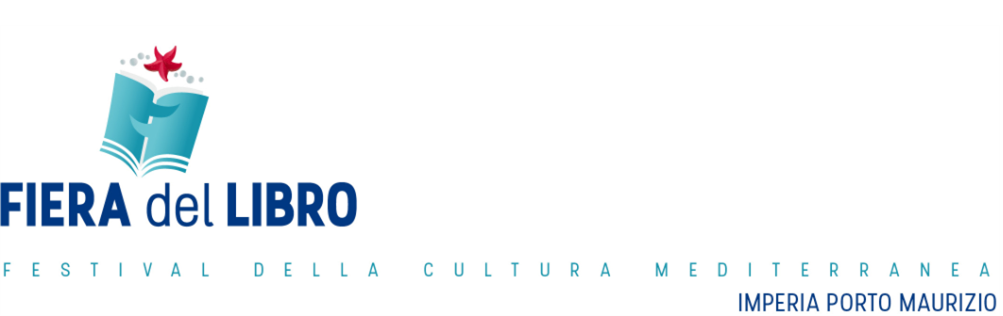 FIERA del LIBRO
FESTIVAL DELLA CULTURA MEDITERRANEA
IMPERIA PORTO MAURIZIO